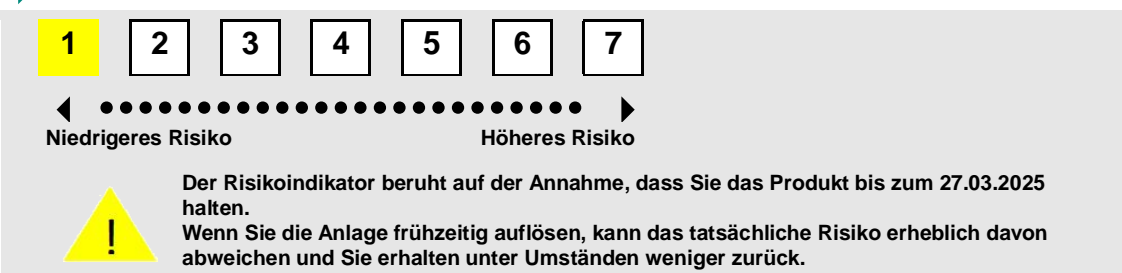 1 2 3 4 5 6 7
Niedrigeres Risiko Höheres Risiko
Der Risikoindikator beruht auf der Annahme, dass Sie das Produkt bis zum 27.03.2025
halten.
Wenn Sie die Anlage frühzeitig auflösen, kann das tatsächliche Risiko erheblich davon
abweichen und Sie erhalten unter Umständen weniger zurück.
!